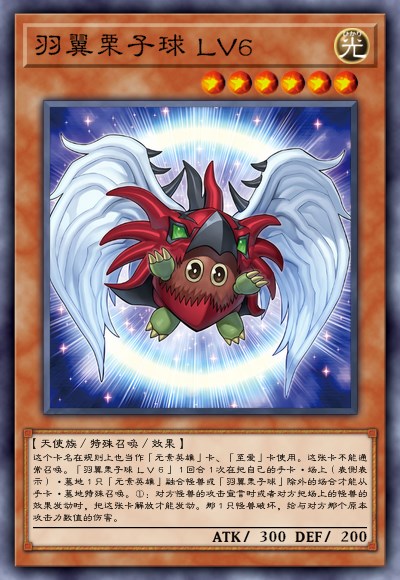 羽翼栗子球 LV6
ひかり
光
【天使族／特殊召唤／效果】
这个卡名在规则上也当作「元素英雄」卡、「至爱」卡使用。这张卡不能通
常召唤。「羽翼栗子球 LV6」1回合1次在把自己的手卡·场上（表侧表
示）·墓地1只「元素英雄」融合怪兽或「羽翼栗子球」除外的场合才能从
手卡·墓地特殊召唤。①：对方怪兽的攻击宣言时或者对方把场上的怪兽的
效果发动时，把这张卡解放才能发动。那1只怪兽破坏，给与对方那个原本
攻击力数值的伤害。
ATK/ 300 DEF/ 200